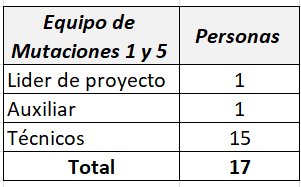 Equipo de
Mutaciones 1 y 5 Personas
Lider de proyecto 1
Auxiliar 1
Técnicos 15
Total 17